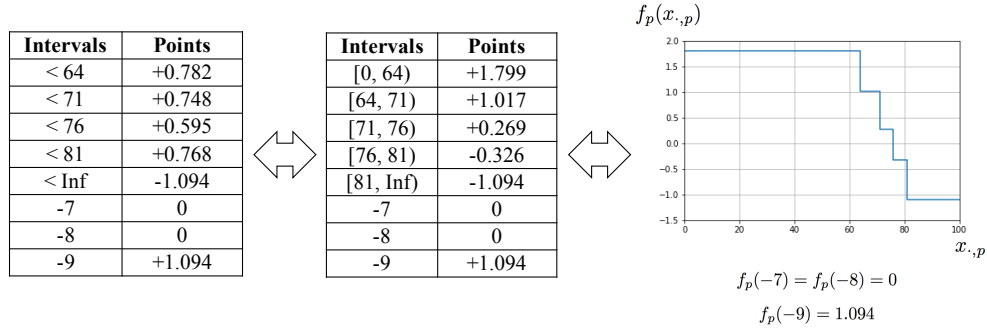 f_p(x_{·,p})
Intervals Points
< 64 +0.782
< 71 +0.748
< 76 +0.595
< 81 +0.768
< Inf -1.094
-7 0
-8 0
-9 +1.094
Intervals Points
[0, 64) +1.799
[64, 71) +1.017
[71, 76) +0.269
[76, 81) -0.326
[81, Inf) -1.094
-7 0
-8 0
-9 +1.094
2.0
1.5
1.0
0.5
0.0
−0.5
−1.0
−1.5
0 20 40 60 80 100
x_{·,p}
f_p(−7) = f_p(−8) = 0
f_p(−9) = 1.094